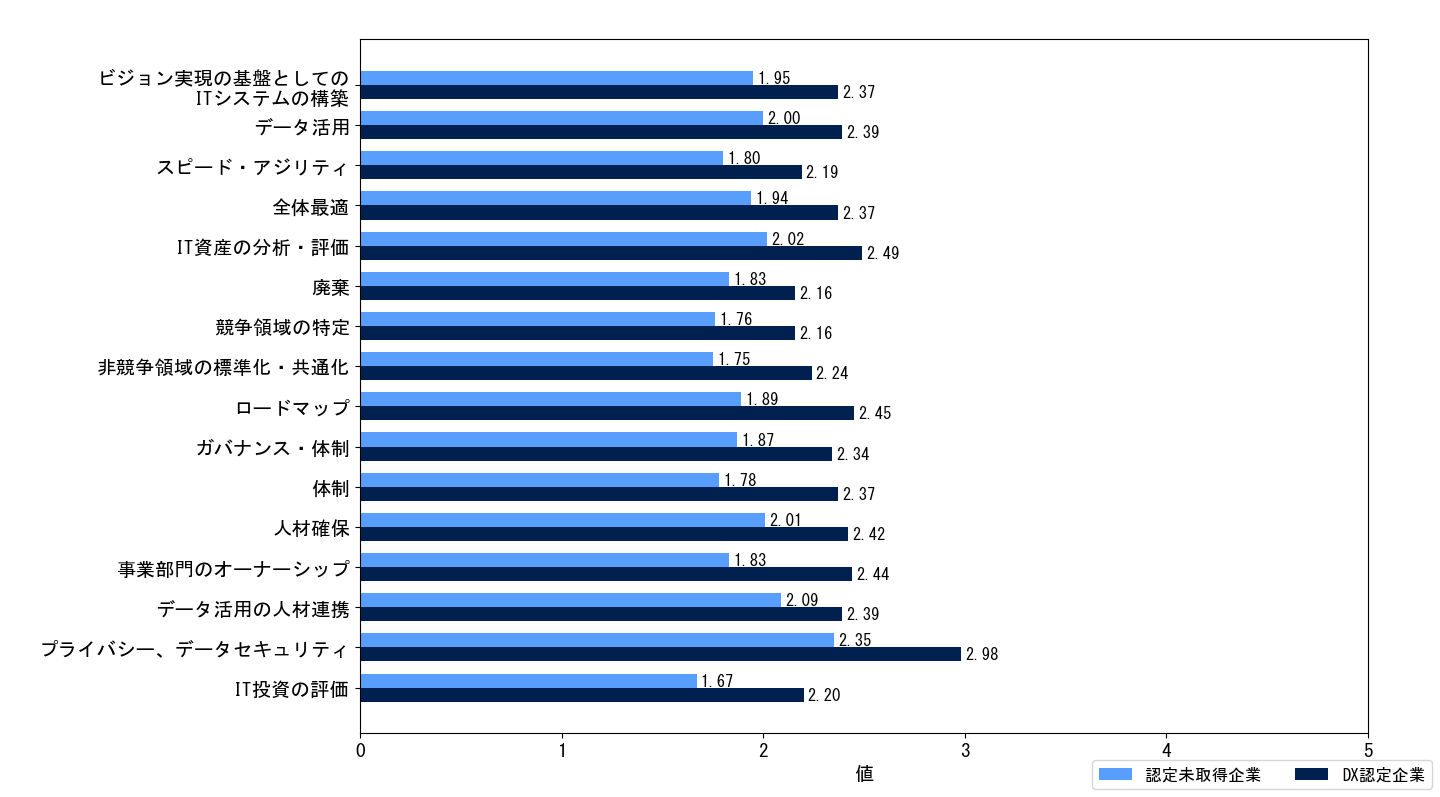 ビジョン実現の基盤としての
ITシステムの構築
1.95
2.37
データ活用
2.00
2.39
スピード・アジリティ
1.80
2.19
全体最適
1.94
2.37
IT資産の分析・評価
2.02
2.49
廃棄
1.83
2.16
競争領域の特定
1.76
2.16
非競争領域の標準化・共通化
1.75
2.24
ロードマップ
1.89
2.45
ガバナンス・体制
1.87
2.34
体制
1.78
2.37
人材確保
2.01
2.42
事業部門のオーナーシップ
1.83
2.44
データ活用の人材連携
2.09
2.39
プライバシー、データセキュリティ
2.35
2.98
IT投資の評価
1.67
2.20
0 1 2 3 4 5
値
認定未取得企業 DX認定企業